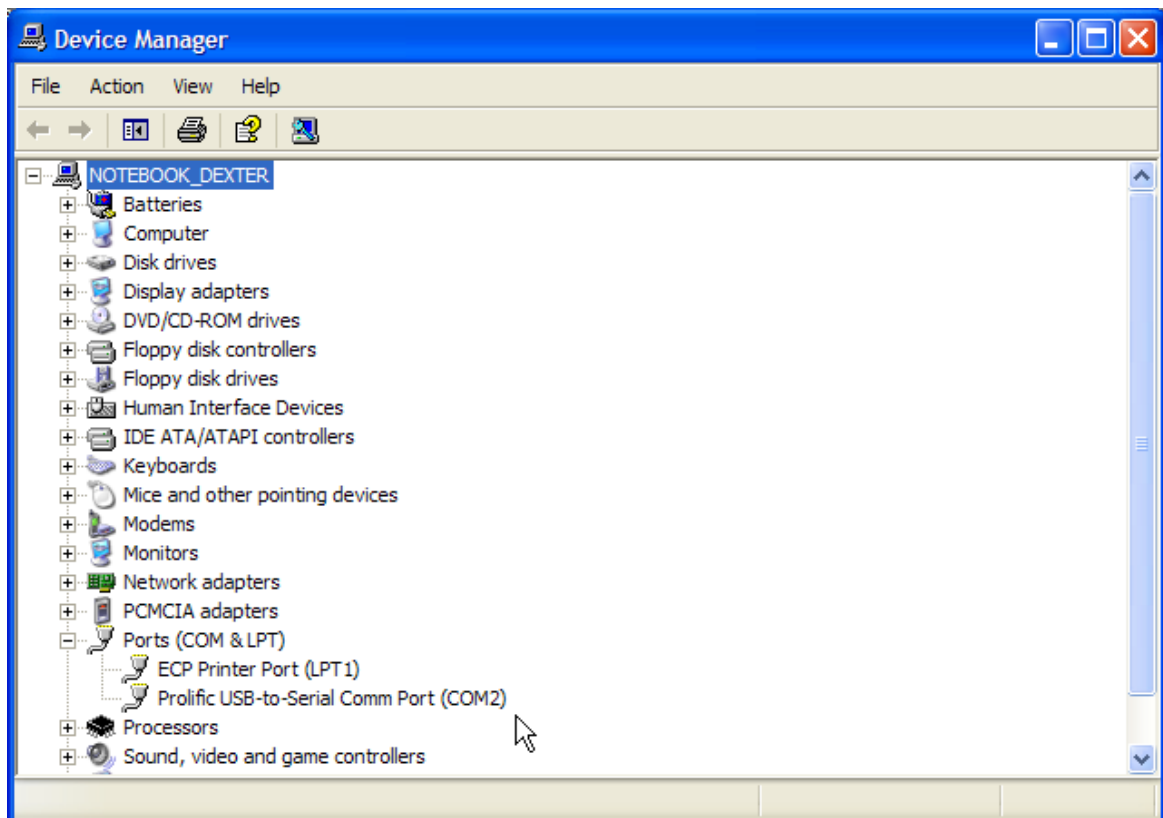 Device Manager
File Action View Help
NOTEBOOK_DEXTER
Batteries
Computer
Disk drives
Display adapters
DVD/CD-ROM drives
Floppy disk controllers
Floppy disk drives
Human Interface Devices
IDE ATA/ATAPI controllers
Keyboards
Mice and other pointing devices
Modems
Monitors
Network adapters
PCMCIA adapters
Ports (COM & LPT)
ECP Printer Port (LPT1)
Prolific USB-to-Serial Comm Port (COM2)
Processors
Sound, video and game controllers